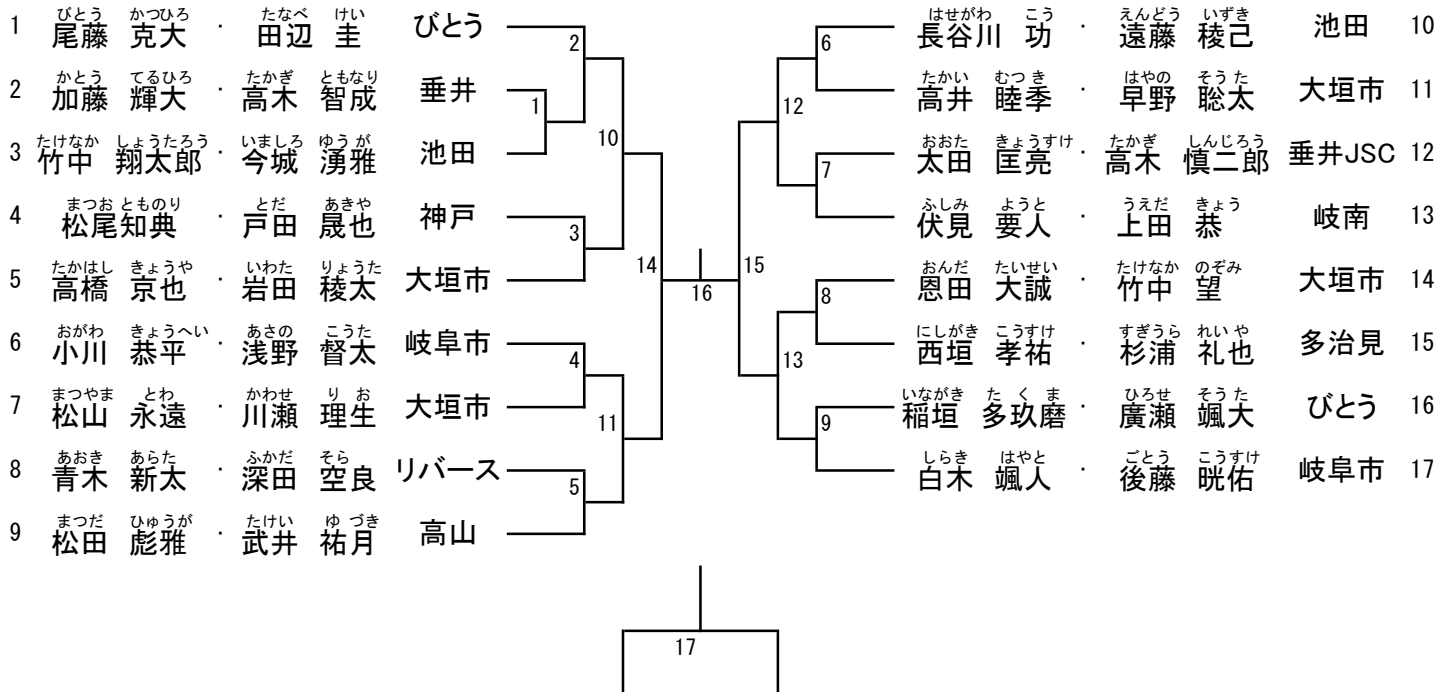 びとう かつひろ たなべ けい はせがわ こう えんどう いずき
1 尾藤 克大 ・ 田辺 圭 びとう 2 6 長谷川 功 ・ 遠藤 稜己 池田 10
かとう てるひろ たかぎ ともなり たかい むつき はやの そうた
2 加藤 輝大 ・ 高木 智成 垂井 1 12 高井 睦季 ・ 早野 聡太 大垣市 11
たけなか しょうたろう いましろ ゆうが おおた きょうすけ たかぎ しんじろう
3 竹中 翔太郎 ・ 今城 湧雅 池田 10 7 太田 匡亮 ・ 高木 慎二郎 垂井JSC 12
まつお とものり とだ あきや ふしみ ようと うえだ きょう
4 松尾知典 ・ 戸田 晟也 神戸 3 伏見 要人 ・ 上田 恭 岐南 13
たかはし きょうや いわた りょうた おんだ たいせい たけなか のぞみ
5 高橋 京也 ・ 岩田 稜太 大垣市 14 16 15 8 恩田 大誠 ・ 竹中 望 大垣市 14
おがわ きょうへい あさの こうた にしがき こうすけ すぎうら れいや
6 小川 恭平 ・ 浅野 督太 岐阜市 4 13 西垣 孝祐 ・ 杉浦 礼也 多治見 15
まつやま とわ かわせ りお いながき たくま ひろせ そうた
7 松山 永遠 ・ 川瀬 理生 大垣市 11 9 稲垣 多玖磨 ・ 廣瀬 颯大 びとう 16
あおき あらた ふかだ そら しらき はやと ごとう こうすけ
8 青木 新太 ・ 深田 空良 リバース 5 白木 颯人 ・ 後藤 晄佑 岐阜市 17
まつだ ひゅうが たけい ゆづき
9 松田 彪雅 ・ 武井 祐月 高山
17